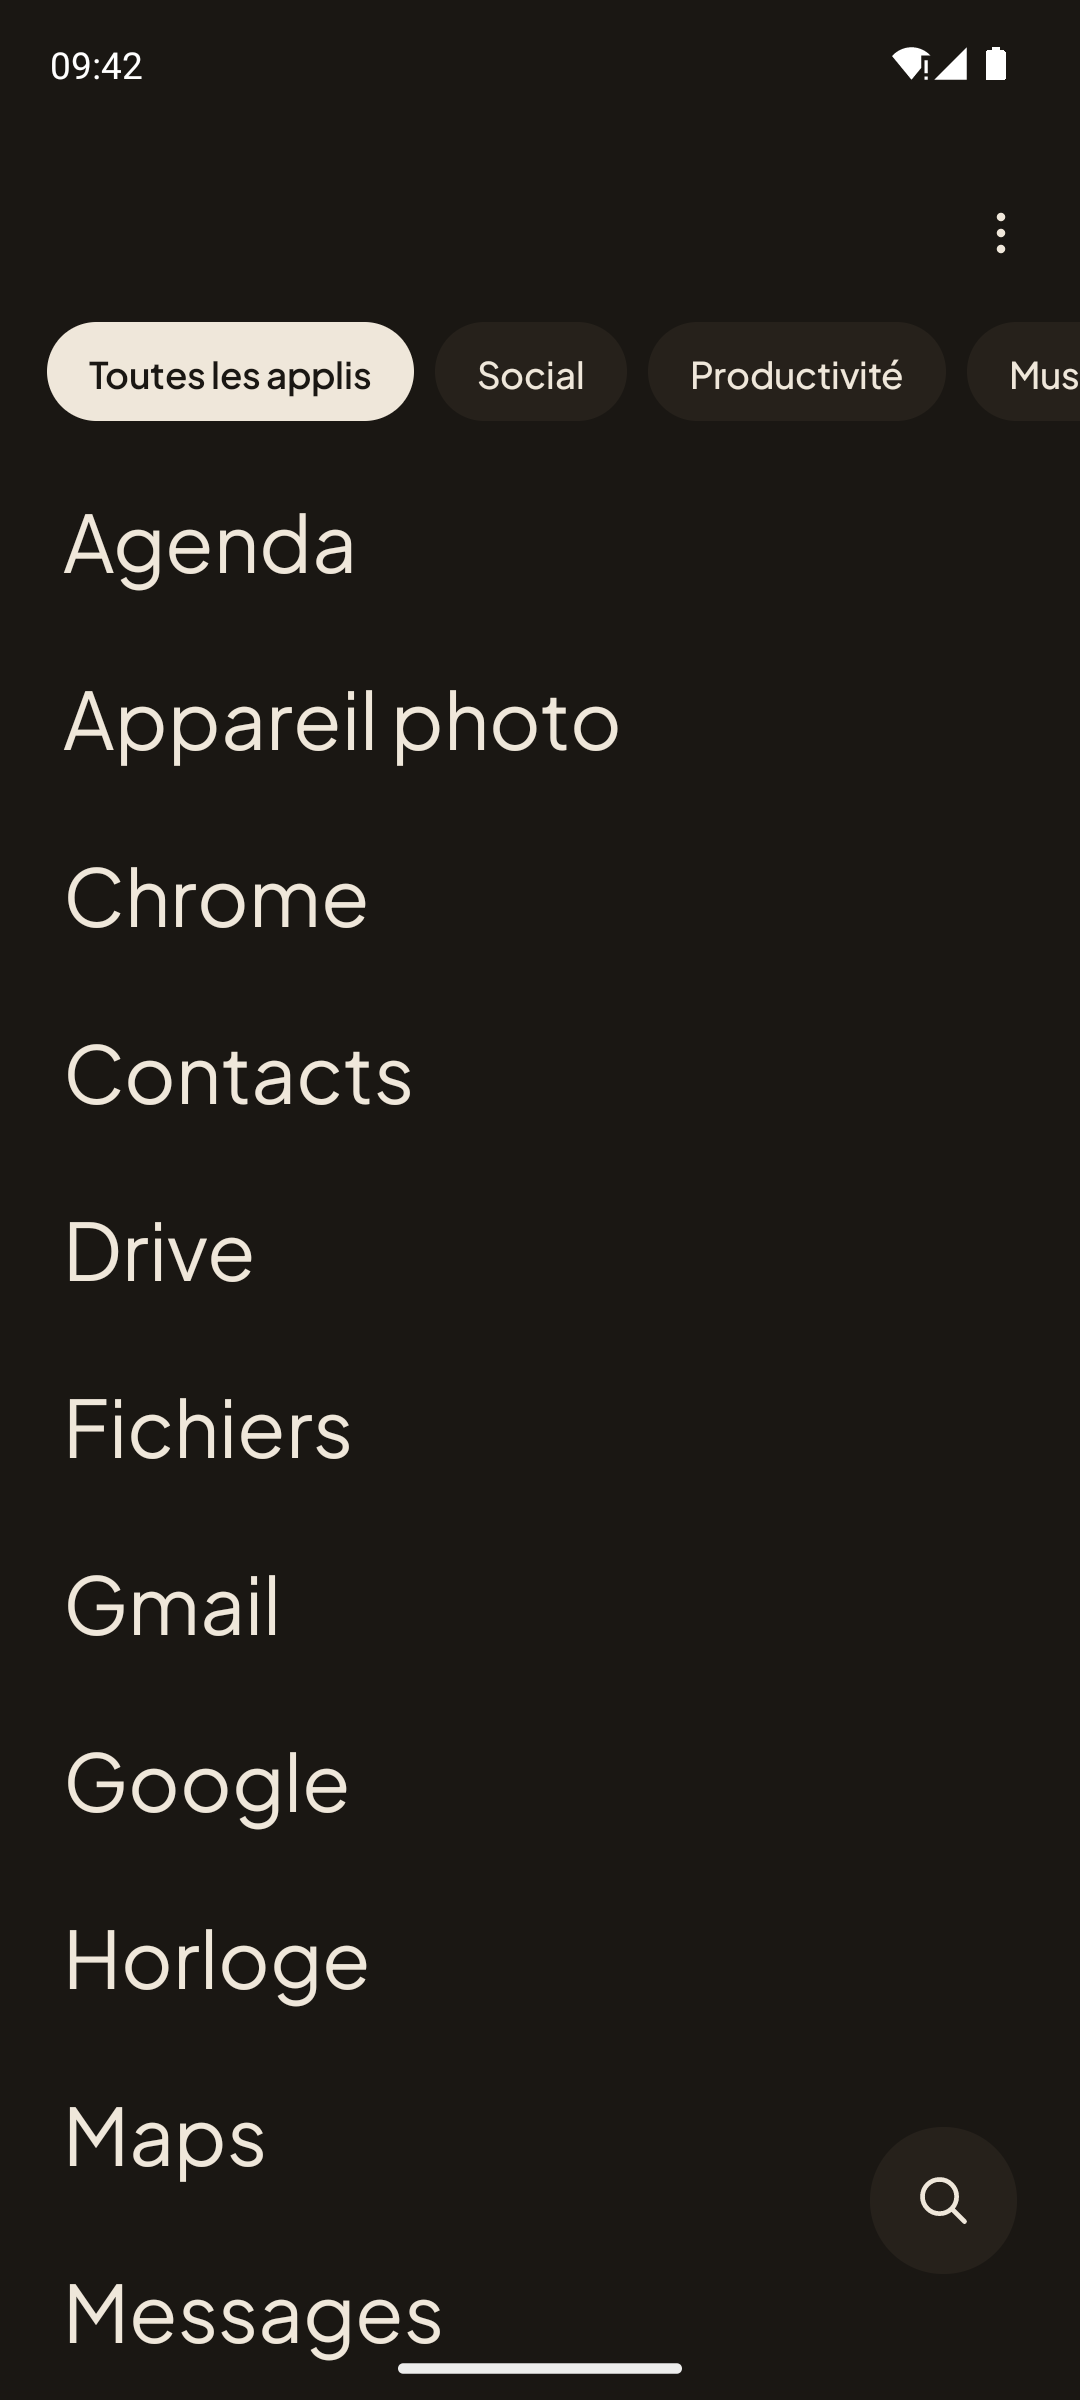 09:42
Toutes les applis
Social
Productivité
Mus
Agenda
Appareil photo
Chrome
Contacts
Drive
Fichiers
Gmail
Google
Horloge
Maps
Messages